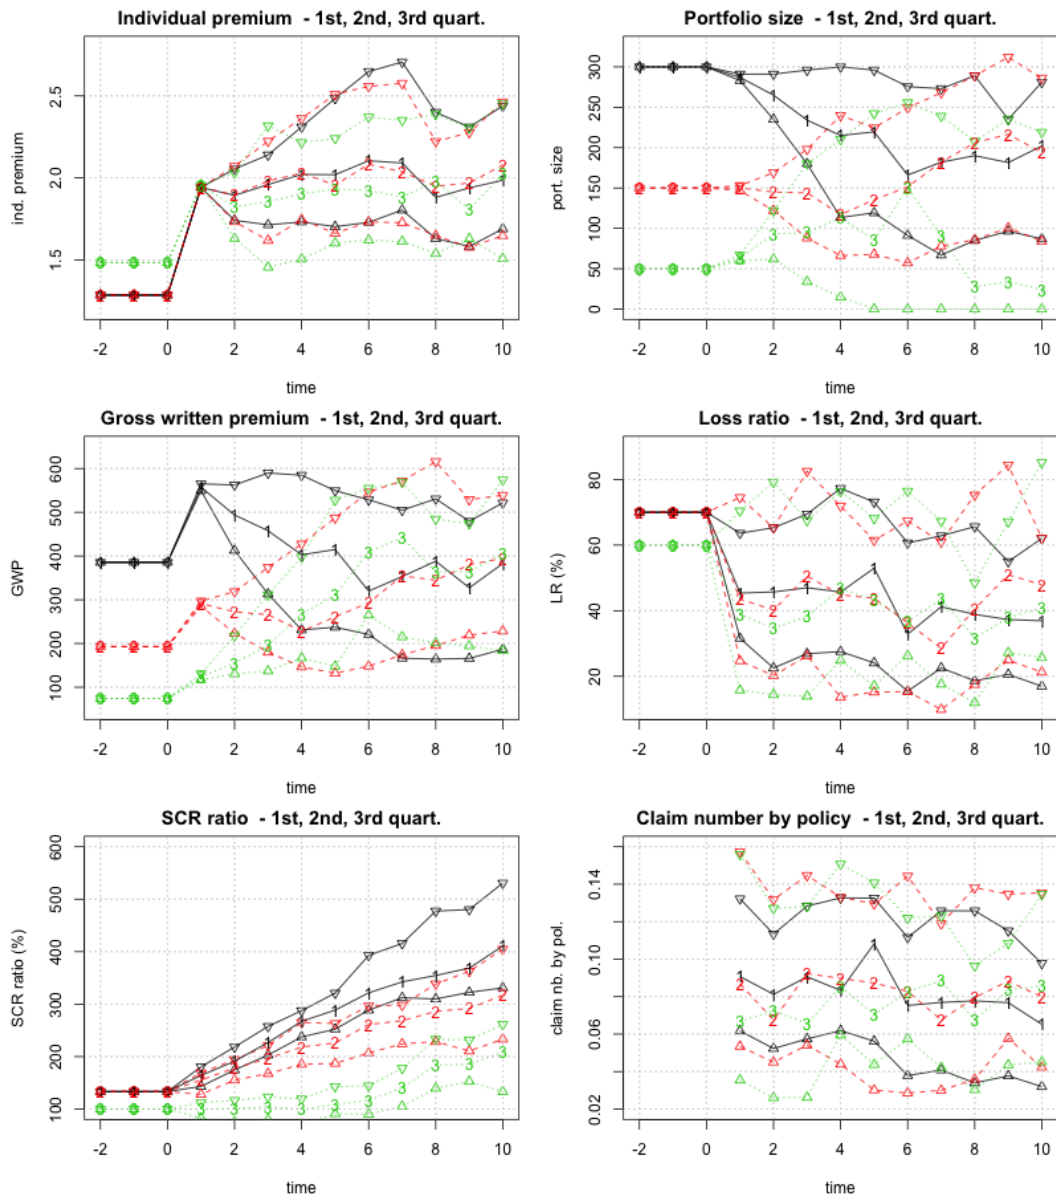 Individual premium - 1st, 2nd, 3rd quart.
ind. premium
1.5 2.0 2.5
-2 0 2 4 6 8 10
time
Portfolio size - 1st, 2nd, 3rd quart.
port. size
0 50 100 150 200 250 300
-2 0 2 4 6 8 10
time
Gross written premium - 1st, 2nd, 3rd quart.
GWP
100 200 300 400 500 600
-2 0 2 4 6 8 10
time
Loss ratio - 1st, 2nd, 3rd quart.
LR (%)
20 40 60 80
-2 0 2 4 6 8 10
time
SCR ratio - 1st, 2nd, 3rd quart.
SCR ratio (%)
100 200 300 400 500 600
-2 0 2 4 6 8 10
time
Claim number by policy - 1st, 2nd, 3rd quart.
claim nb. by pol.
0.02 0.06 0.10 0.14
-2 0 2 4 6 8 10
time